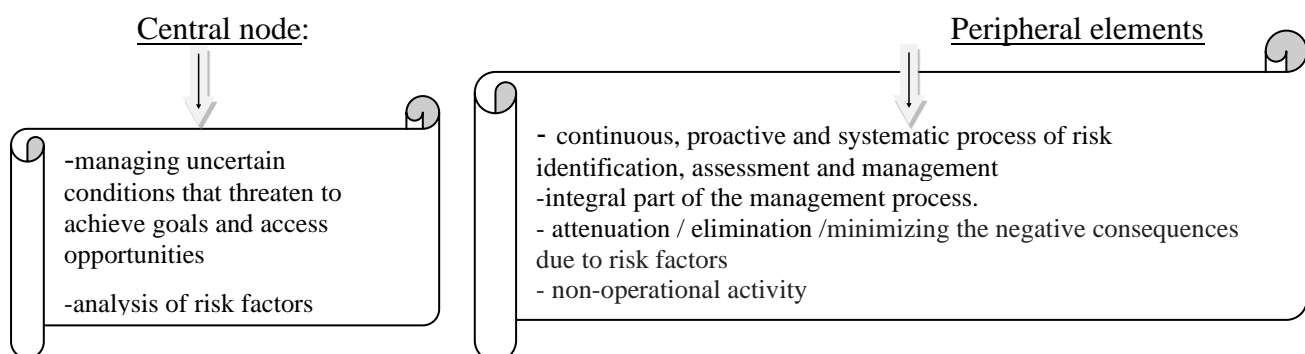 Central node:
-managing uncertain
conditions that threaten to
achieve goals and access
opportunities
-analysis of risk factors
Peripheral elements
- continuous, proactive and systematic process of risk
identification, assessment and management
-integral part of the management process.
- attenuation / elimination /minimizing the negative consequences
due to risk factors
- non-operational activity